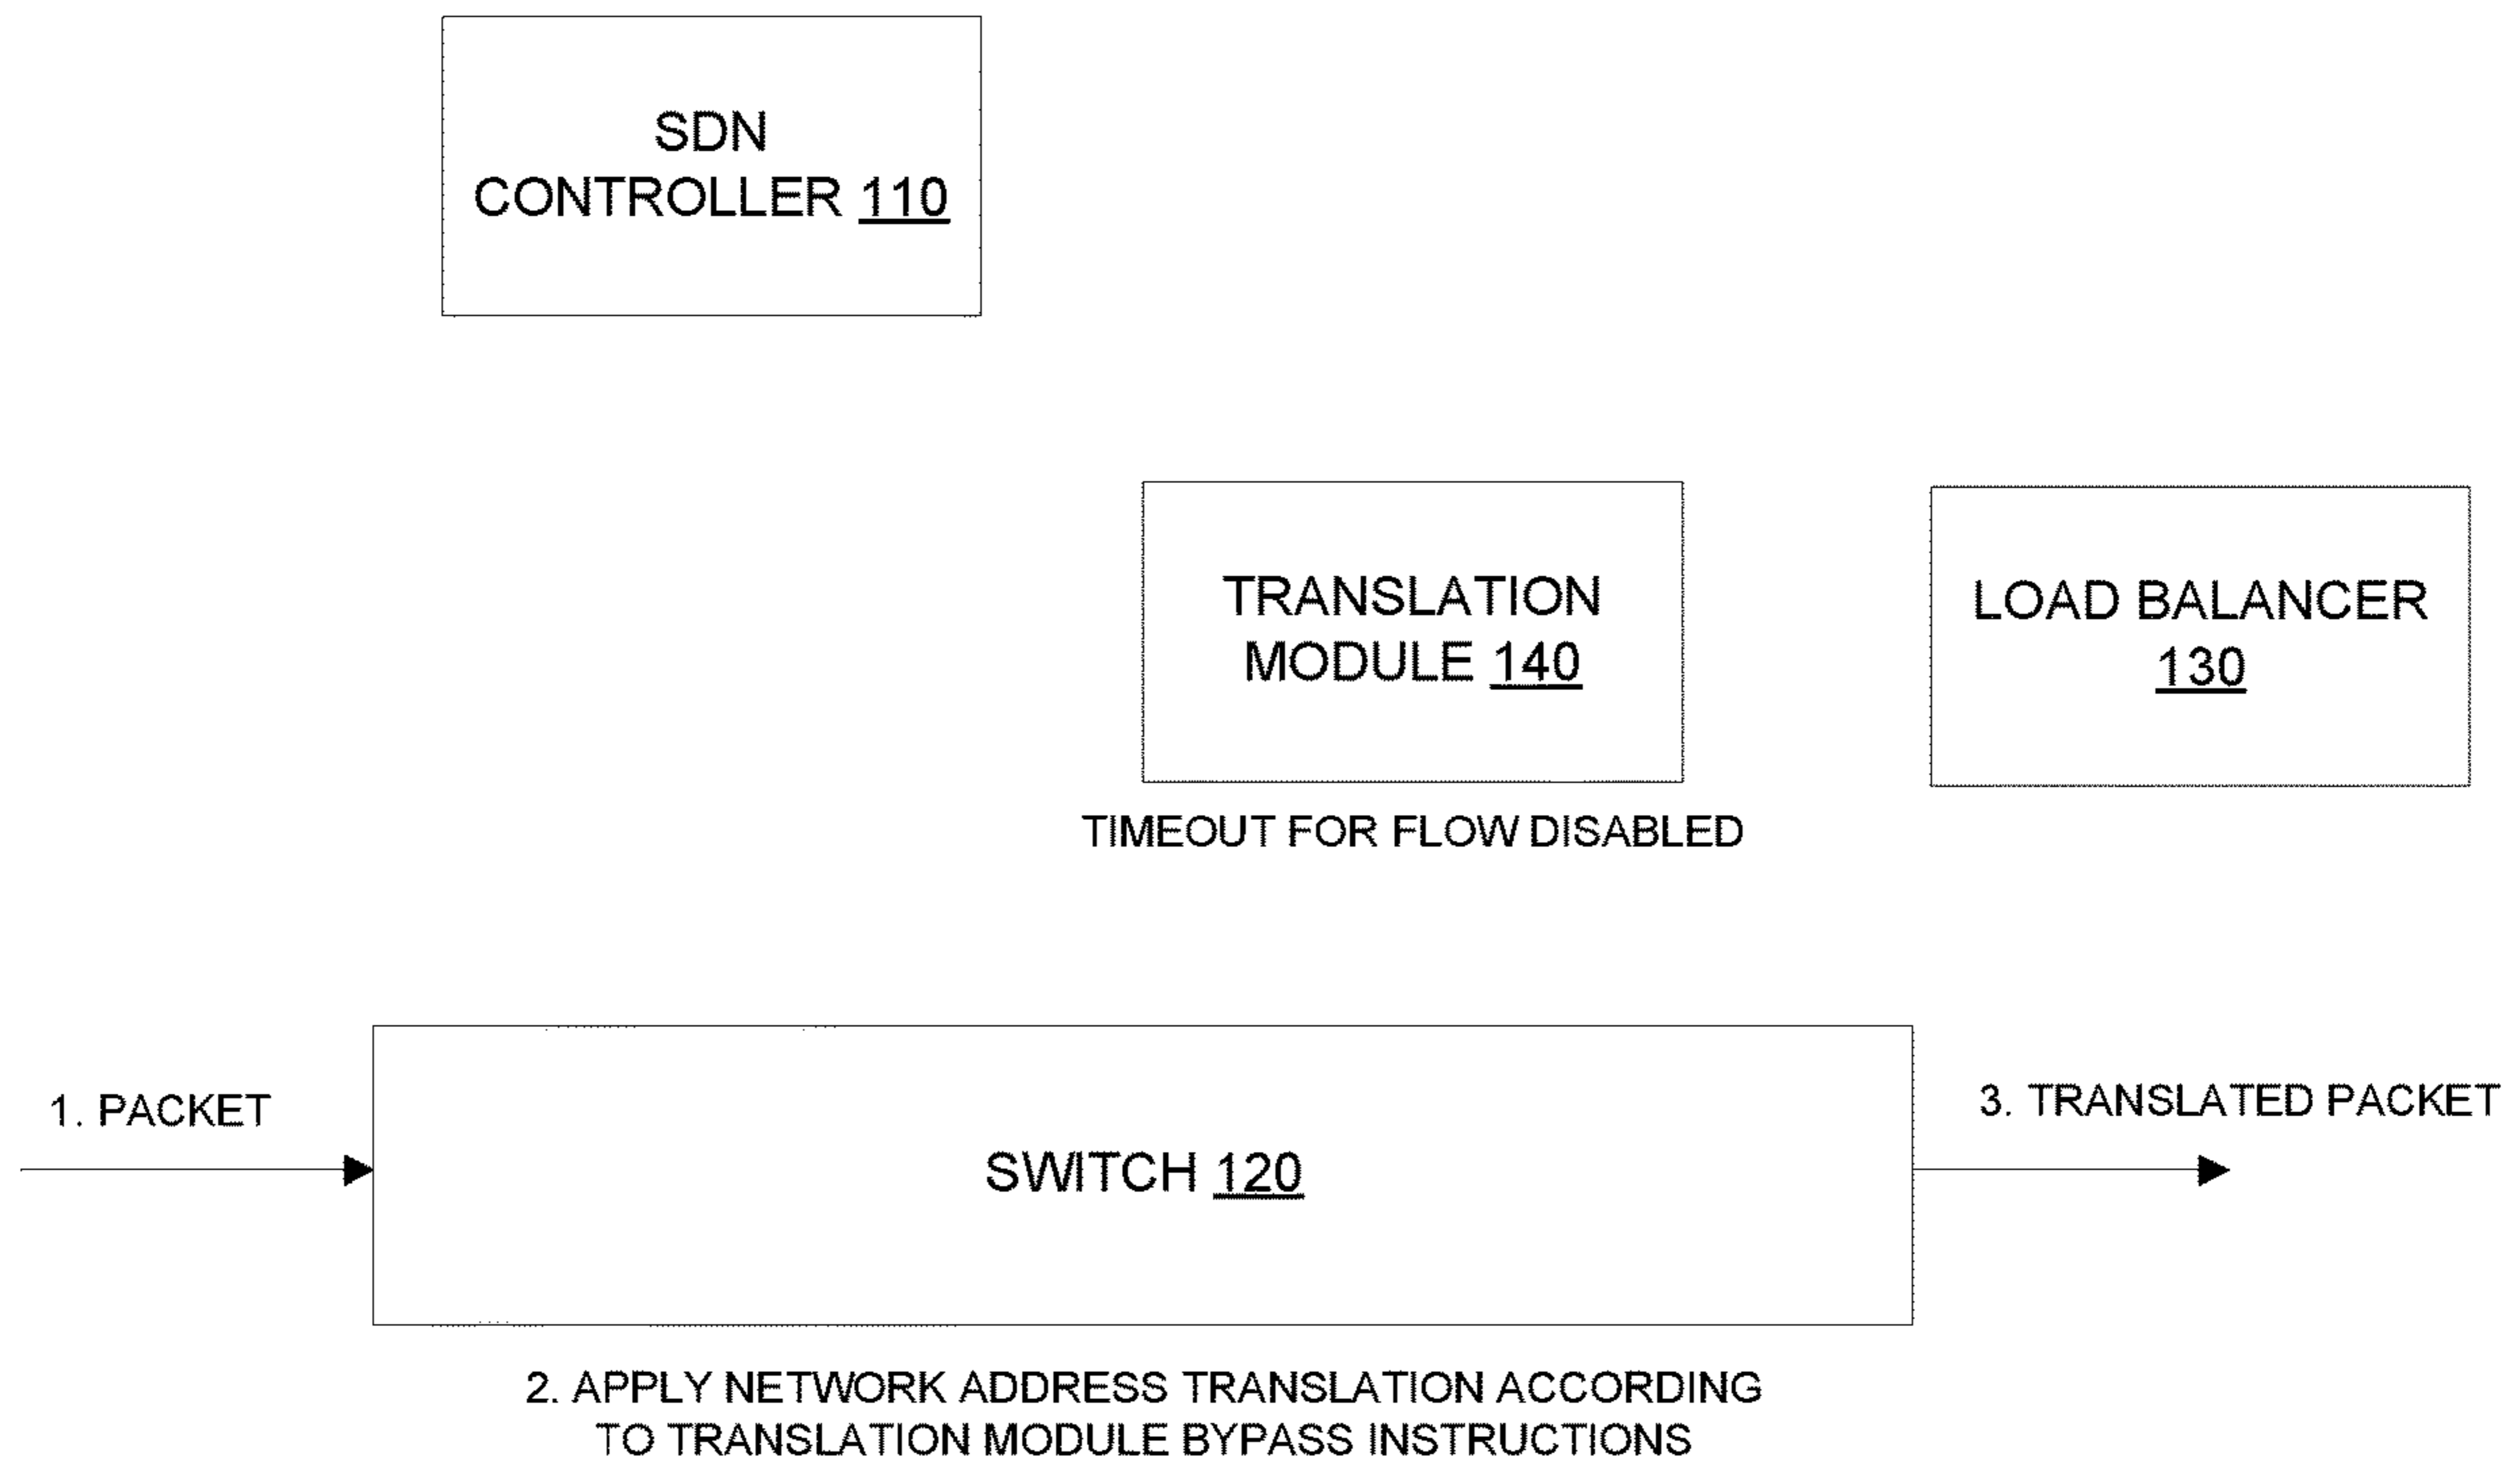 SDN
CONTROLLER 110
TRANSLATION
MODULE 140
LOAD BALANCER
130
TIMEOUT FOR FLOW DISABLED
1. PACKET
SWITCH 120
3. TRANSLATED PACKET
2. APPLY NETWORK ADDRESS TRANSLATION ACCORDING
TO TRANSLATION MODULE BYPASS INSTRUCTIONS